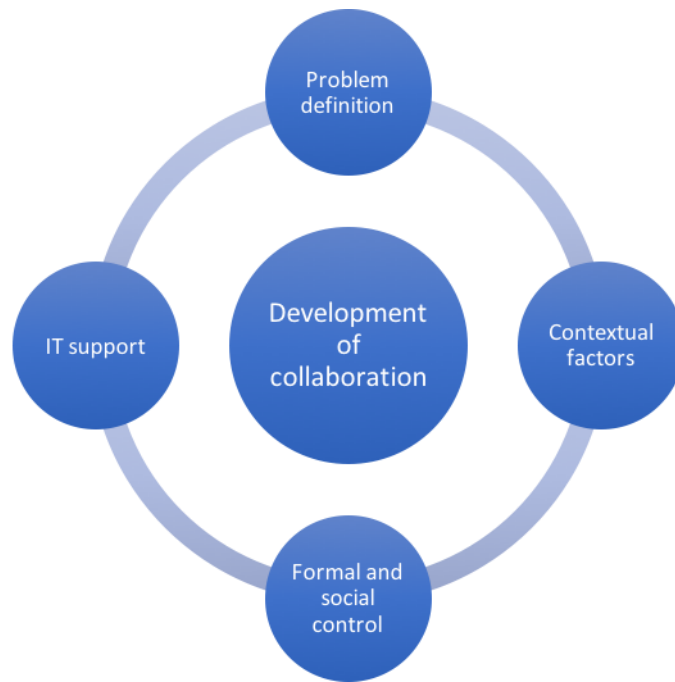 Problem
definition
Development
of
collaboration
IT support
Contextual
factors
Formal and
social
control